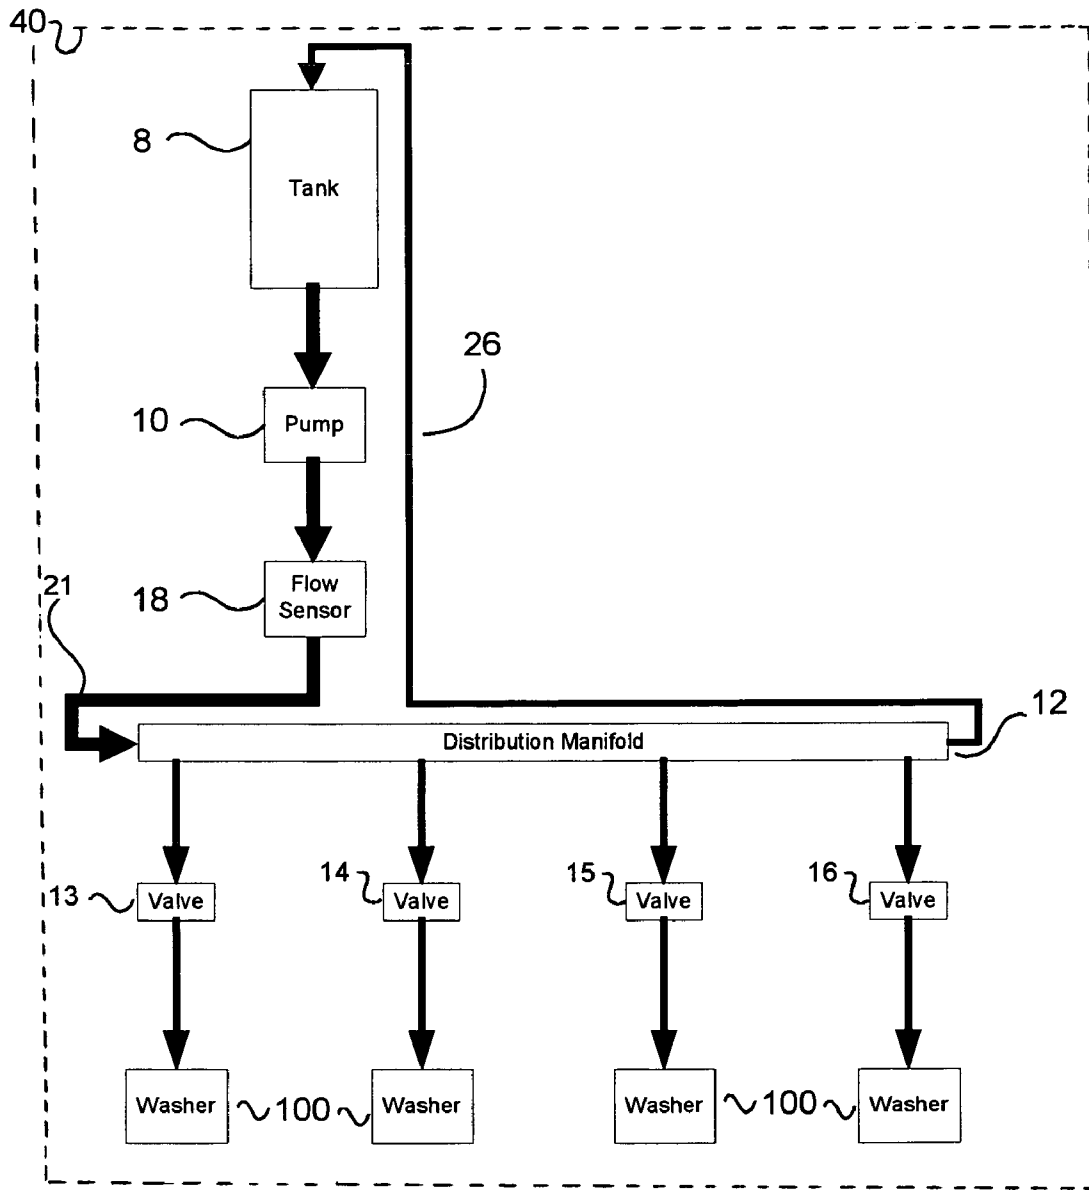 40
8
Tank
26
10
Pump
21
18
Flow
Sensor
12
Distribution Manifold
13
Valve
14
Valve
15
Valve
16
Valve
Washer
100
Washer
Washer
100
Washer